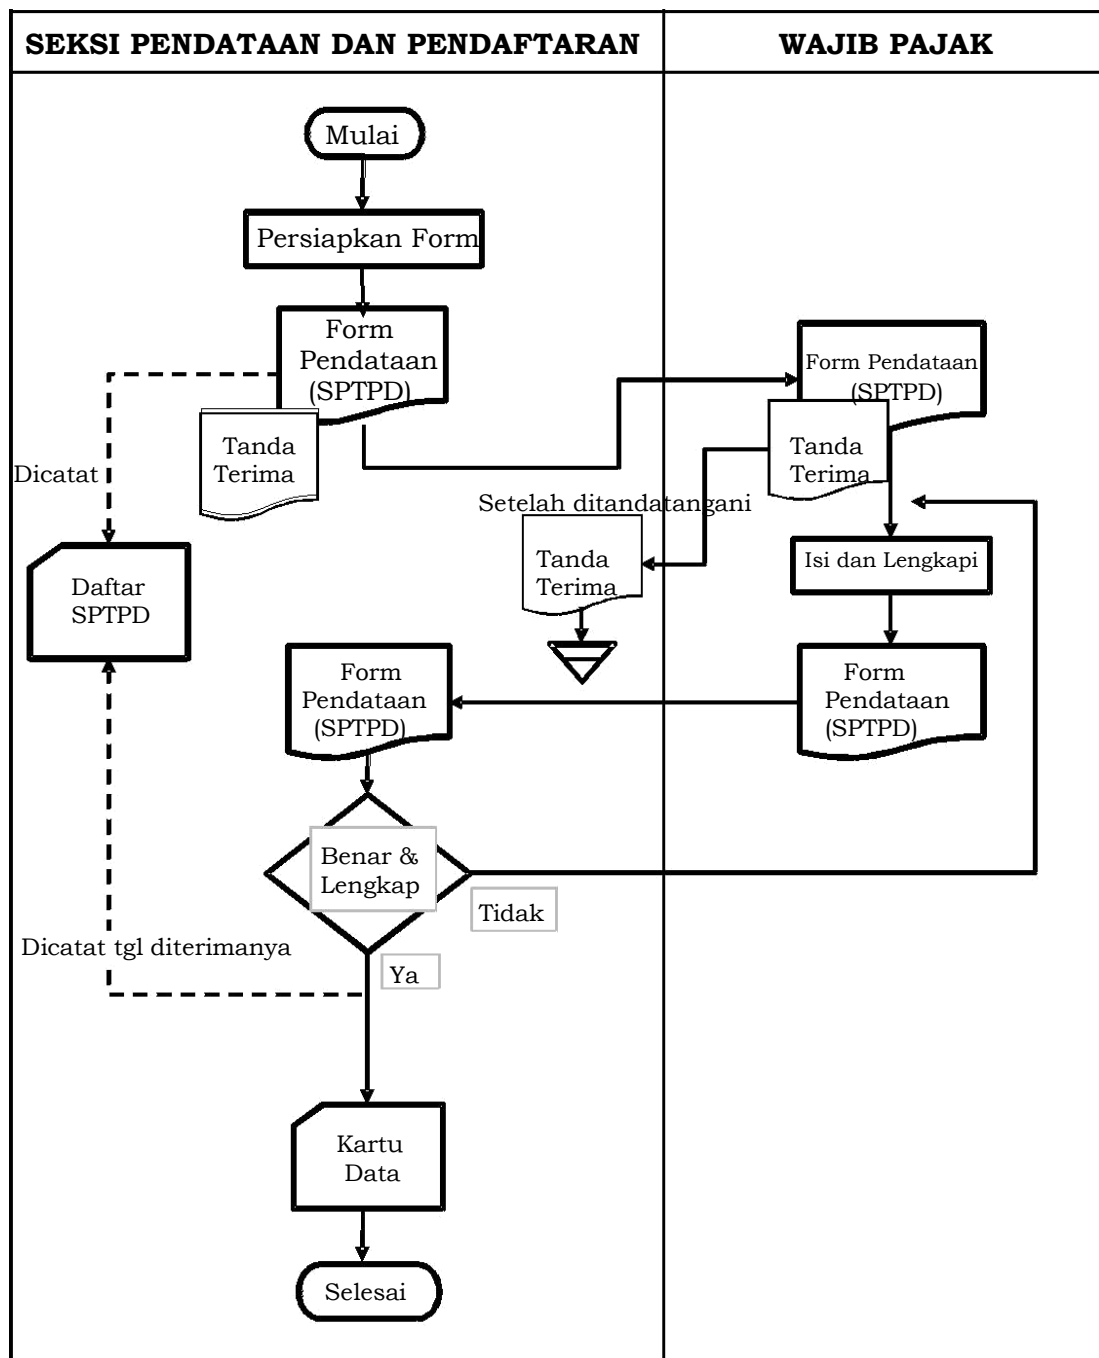 SEKSI PENDATAAN DAN PENDAFTARAN
WAJIB PAJAK
Mulai
Persiapkan Form
Form
Pendataan
(SPTPD)
Tanda
Terima
Form Pendataan
(SPTPD)
Tanda
Terima
Dicatat
Setelah ditandatangani
Tanda
Terima
Isi dan Lengkapi
Daftar
SPTPD
Form
Pendataan
(SPTPD)
Form
Pendataan
(SPTPD)
Benar &
Lengkap
Tidak
Dicatat tgl diterimanya
Ya
Kartu
Data
Selesai